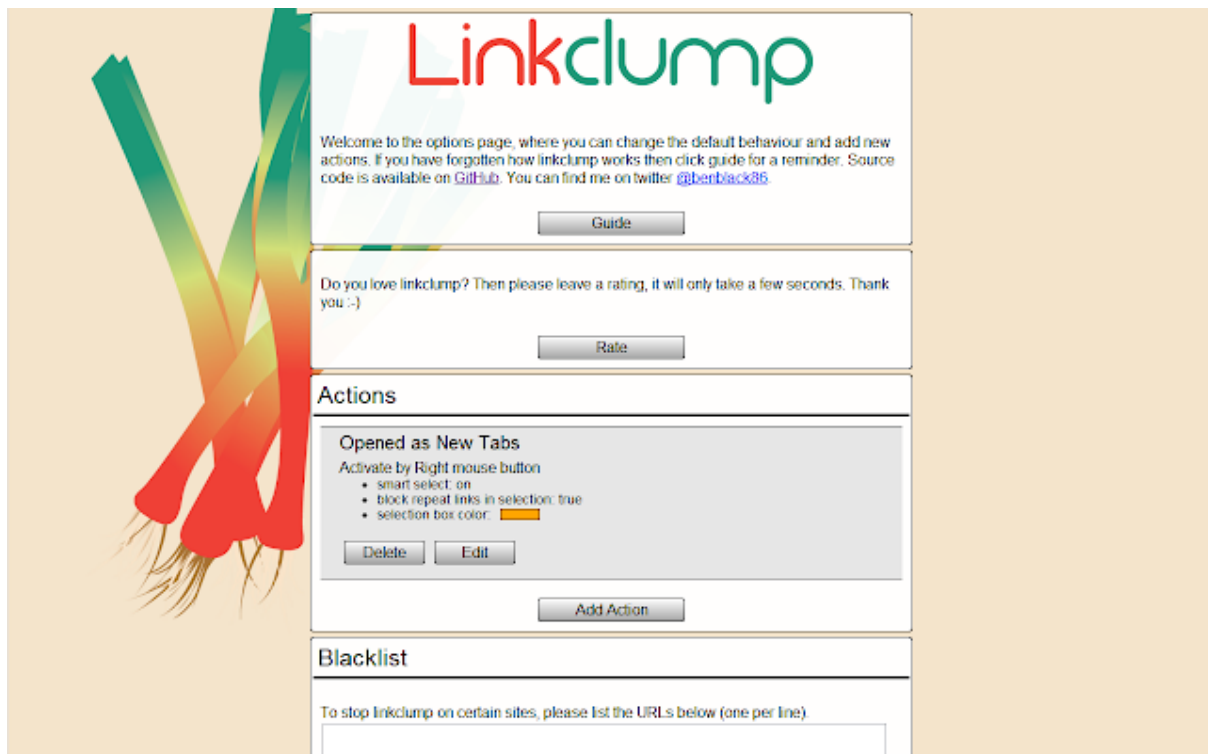 Linkclump
Welcome to the options page, where you can change the default behaviour and add new
actions. If you have forgotten how linkclump works then click guide for a reminder. Source
code is available on GitHub. You can find me on twitter @benblack86.
Guide
Do you love linkclump? Then please leave a rating, it will only take a few seconds. Thank
you :-)
Rate
Actions
Opened as New Tabs
Activate by Right mouse button
• smart select: on
• block repeat links in selection: true
• selection box color:
Delete Edit
Add Action
Blacklist
To stop linkclump on certain sites, please list the URLs below (one per line).